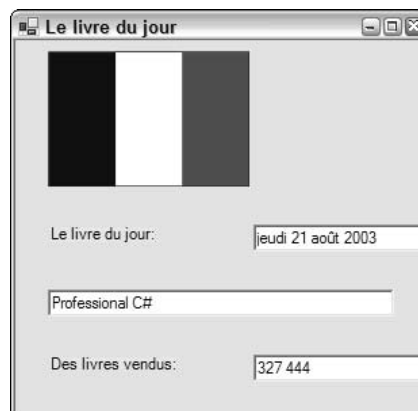 Le livre du jour
Le livre du jour:
jeudi 21 août 2003
Professional C#
Des livres vendus:
327 444